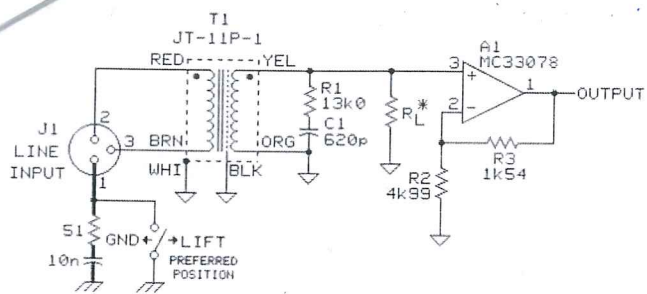 T1
JT-11P-1
RED
YEL
A1
MC33078
3
+
1
OUTPUT
2
-
R1
13k0
C1
620p
RL*
J1
LINE
INPUT
2
3
1
BRN
ORG
WHI
BLK
R3
1k54
R2
4k99
51
10n
GND
LIFT
PREFERRED
POSITION